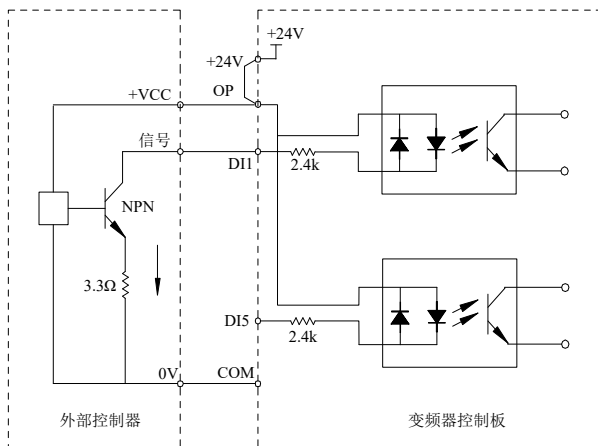 +24V
+24V
+VCC
OP
信号
DI1
2.4k
NPN
3.3Ω
DI5
2.4k
0V
COM
外部控制器
变频器控制板